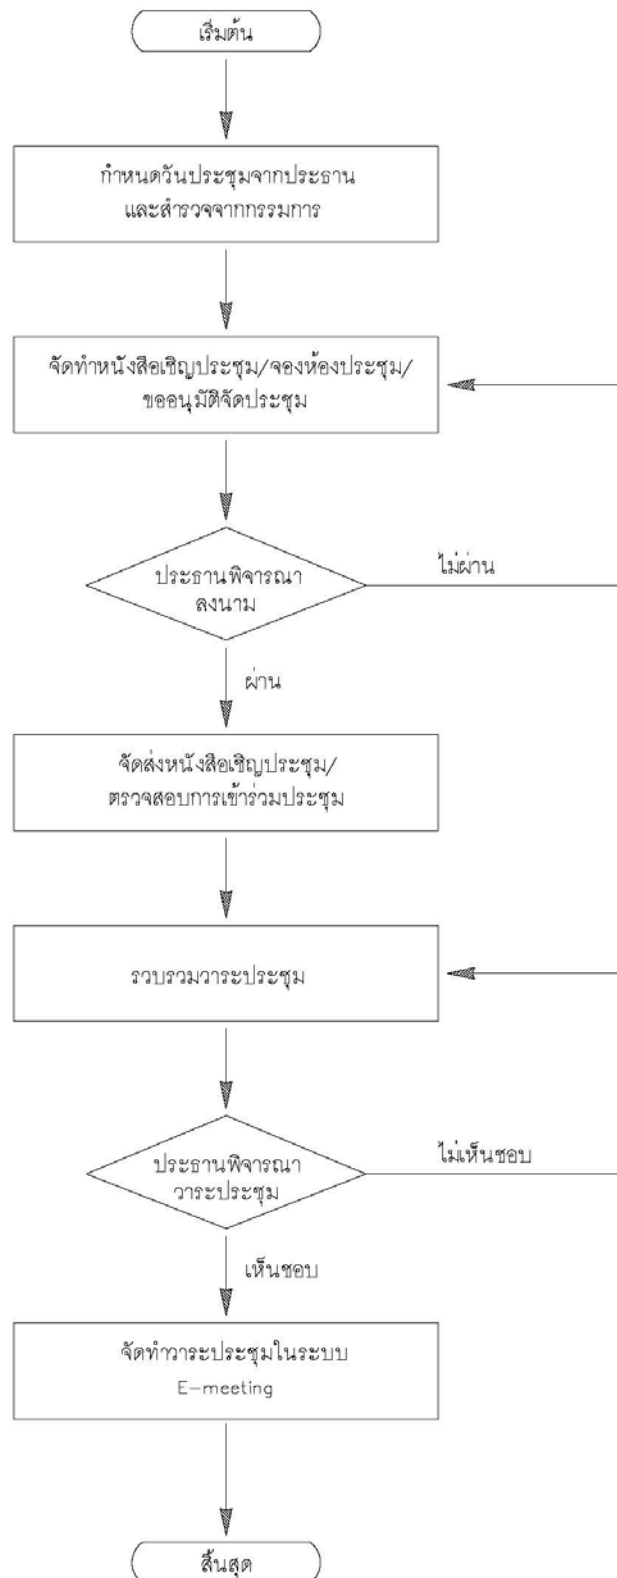 เริ่มต้น
กำหนดวันประชุมจากประธาน
และสำรวจจากกรรมการ
จัดทำหนังสือเชิญประชุม/จองห้องประชุม/
ขออนุมัติจัดประชุม
ประธานพิจารณา
ลงนาม
ไม่ผ่าน
ผ่าน
จัดส่งหนังสือเชิญประชุม/
ตรวจสอบการเข้าร่วมประชุม
รวบรวมวาระประชุม
ประธานพิจารณา
วาระประชุม
ไม่เห็นชอบ
เห็นชอบ
จัดทำวาระประชุมในระบบ
E-meeting
สิ้นสุด